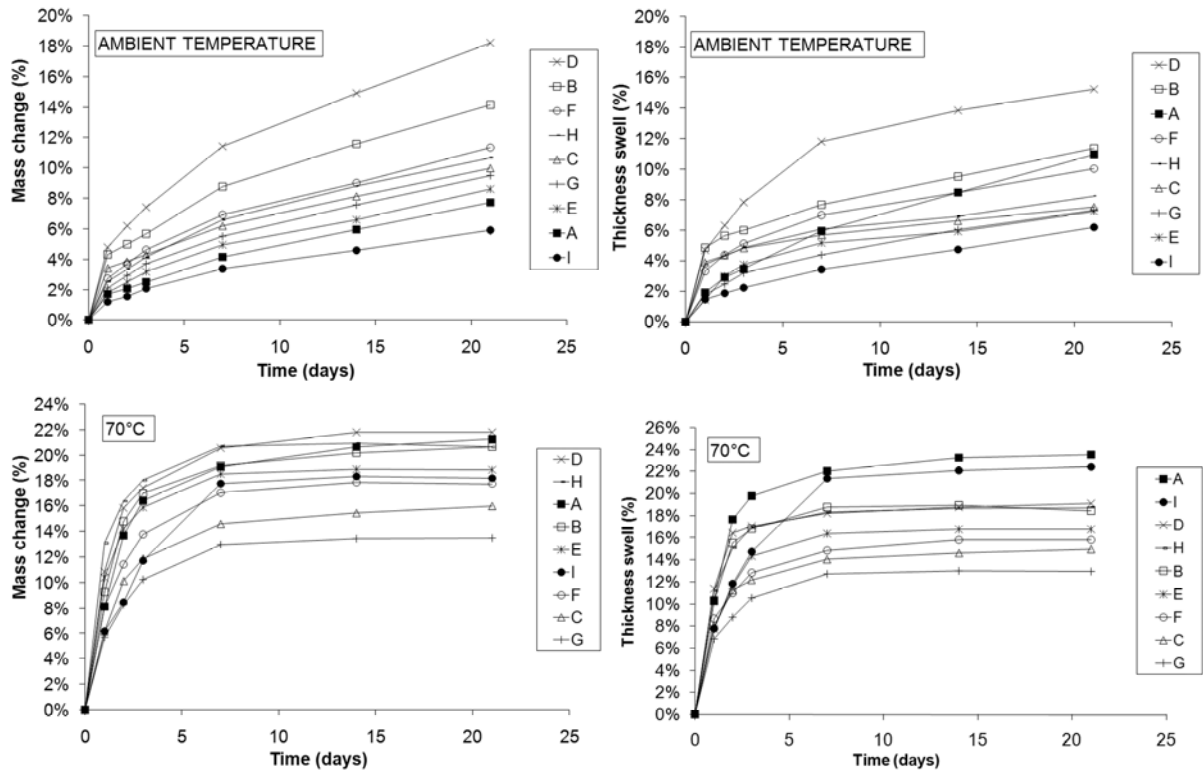 AMBIENT TEMPERATURE
Mass change (%)
20%
18%
16%
14%
12%
10%
8%
6%
4%
2%
0%
0
5
10
15
20
25
Time (days)
D
B
F
H
C
G
E
A
I
AMBIENT TEMPERATURE
Thickness swell (%)
20%
18%
16%
14%
12%
10%
8%
6%
4%
2%
0%
0
5
10
15
20
25
Time (days)
D
B
A
F
H
C
G
E
I
70°C
Mass change (%)
24%
22%
20%
18%
16%
14%
12%
10%
8%
6%
4%
2%
0%
0
5
10
15
20
25
Time (days)
D
H
A
B
E
I
F
C
G
70°C
Thickness swell (%)
26%
24%
22%
20%
18%
16%
14%
12%
10%
8%
6%
4%
2%
0%
0
5
10
15
20
25
Time (days)
A
I
D
H
B
E
F
C
G